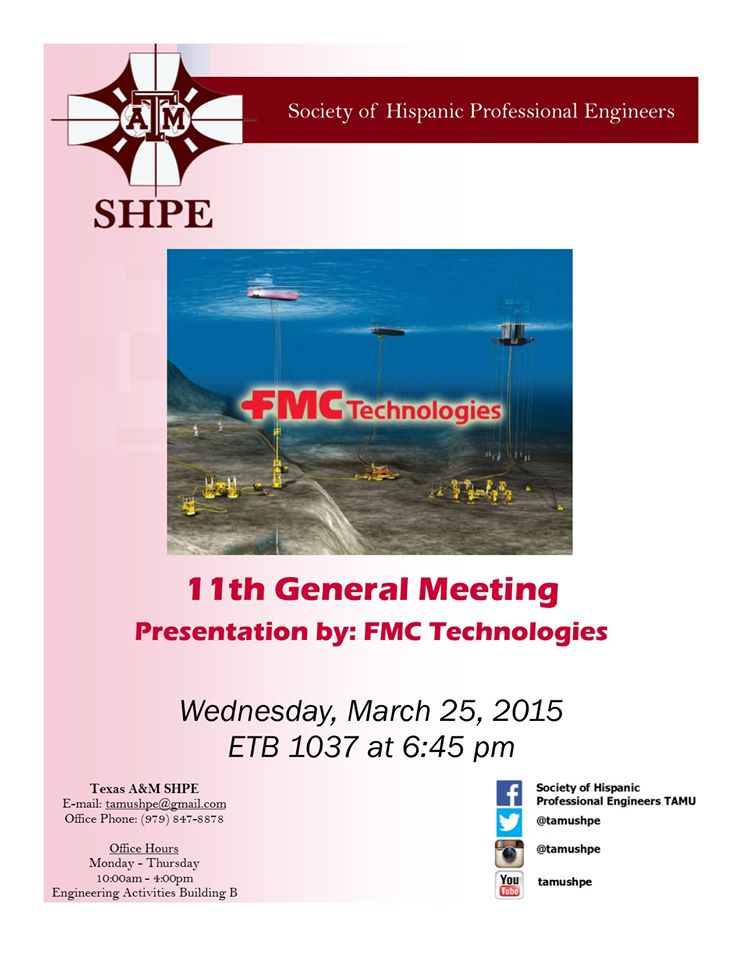 ATM
SHPE
Society of Hispanic Professional Engineers
FMC Technologies
11th General Meeting
Presentation by: FMC Technologies
Wednesday, March 25, 2015
ETB 1037 at 6:45 pm
Texas A&M SHPE
E-mail: tamushpe@gmail.com
Office Phone: (979) 847-8878
Office Hours
Monday - Thursday
10:00am - 4:00pm
Engineering Activities Building B
Society of Hispanic
Professional Engineers TAMU
@tamushpe
@tamushpe
You
Tube
tamushpe